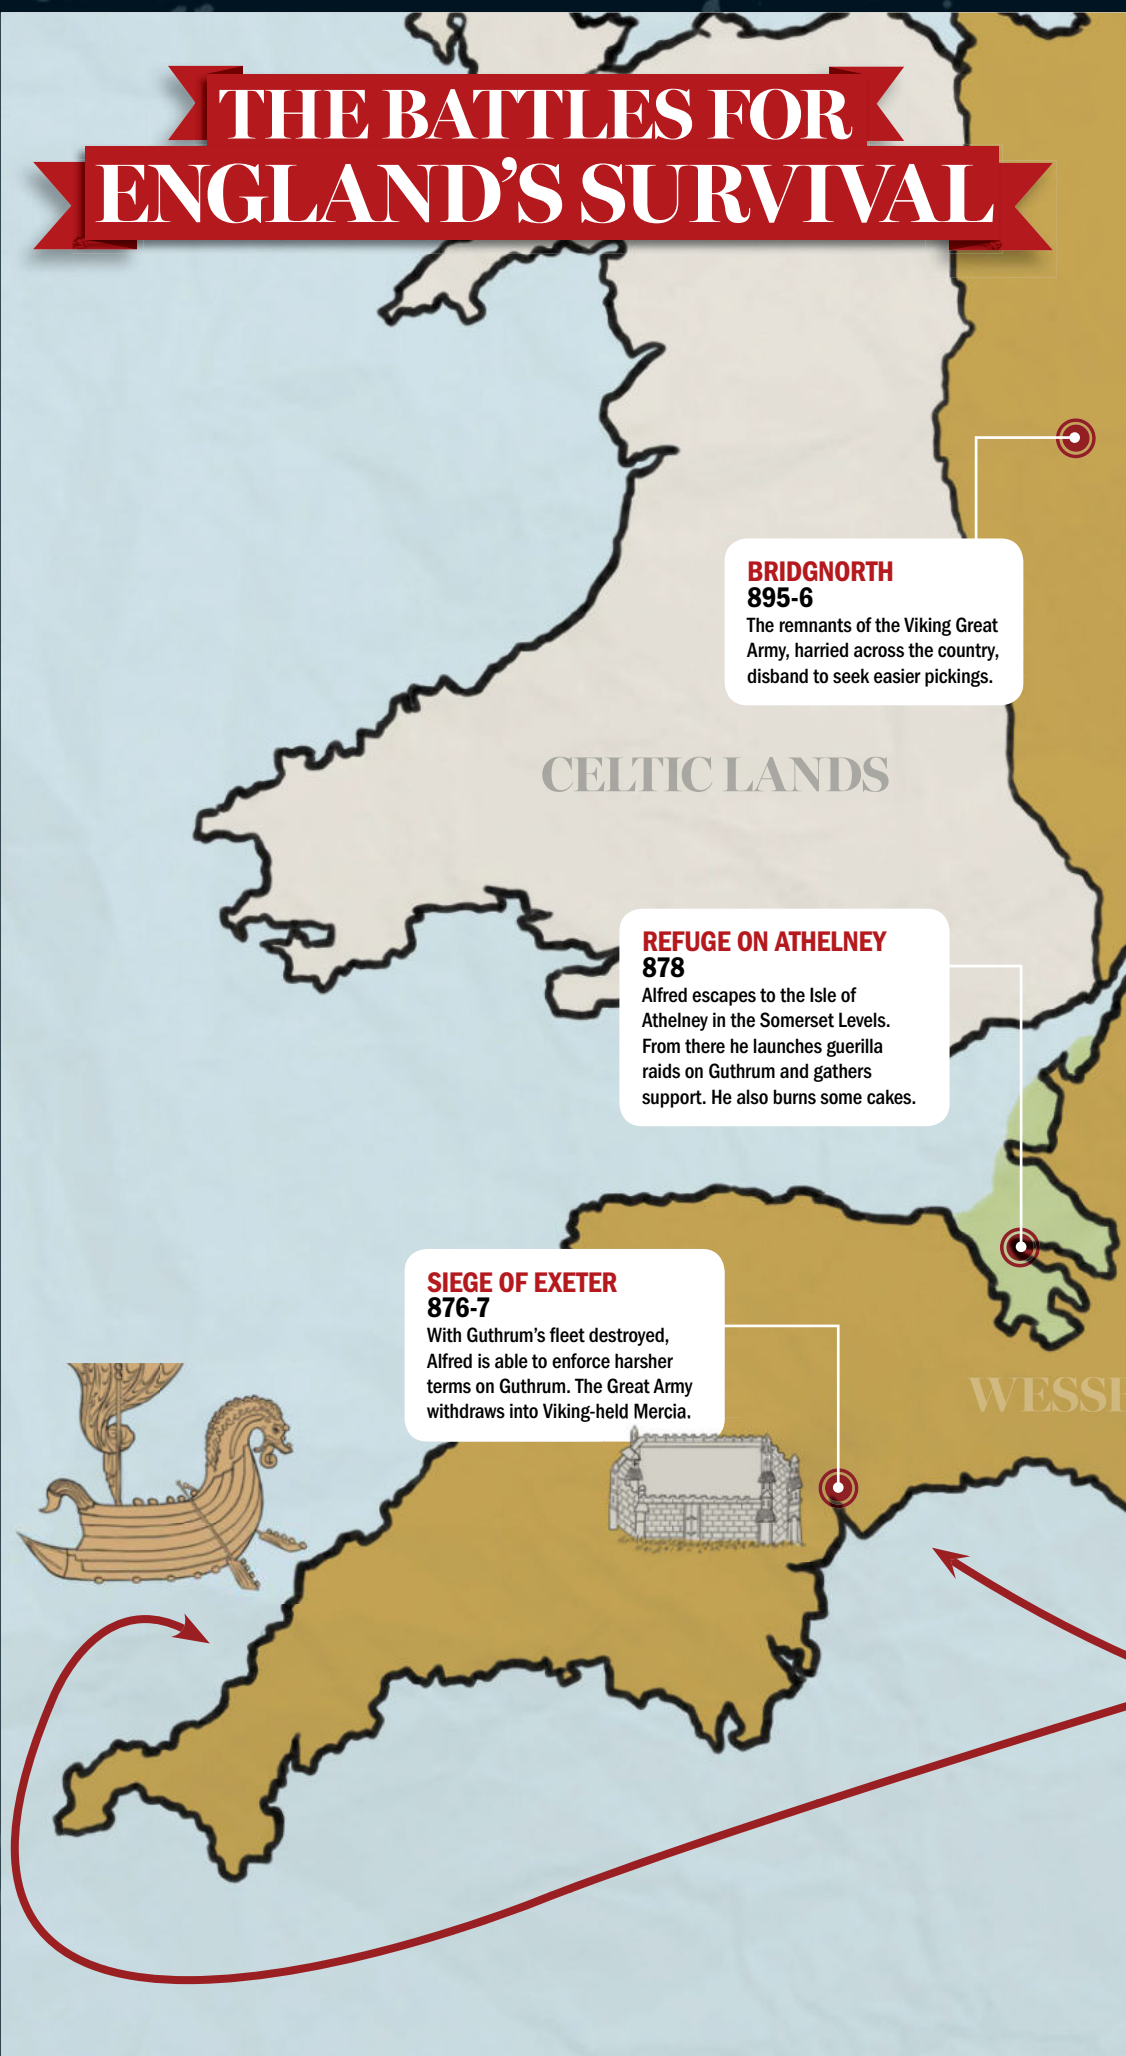 THE BATTLES FOR
ENGLAND'S SURVIVAL
BRIDGNORTH
895-6
The remnants of the Viking Great
Army, harried across the country,
disband to seek easier pickings.
CELTIC LANDS
REFUGE ON ATHELNEY
878
Alfred escapes to the Isle of
Athelney in the Somerset Levels.
From there he launches guerilla
raids on Guthrum and gathers
support. He also burns some cakes.
SIEGE OF EXETER
876-7
With Guthrum's fleet destroyed,
Alfred is able to enforce harsher
terms on Guthrum. The Great Army
withdraws into Viking-held Mercia.
WESSE